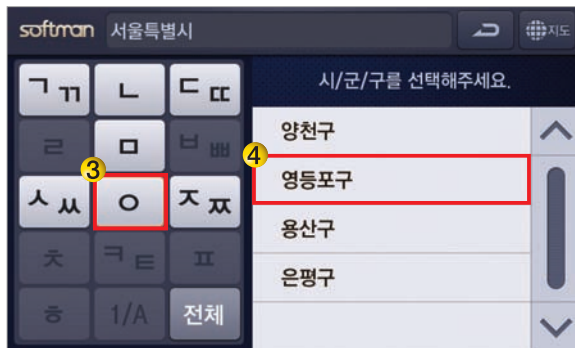 softman 서울특별시 지도
시/군/구를 선택해주세요.
ㄱ ㄲ ㄴ ㄷ ㄸ
ㄹ ㅁ ㅂ ㅃ
ㅅ ㅆ ㅇ ㅈ ㅉ
ㅊ ㅋ ㅌ ㅍ
ㅎ 1/A 전체
3
4
양천구
영등포구
용산구
은평구